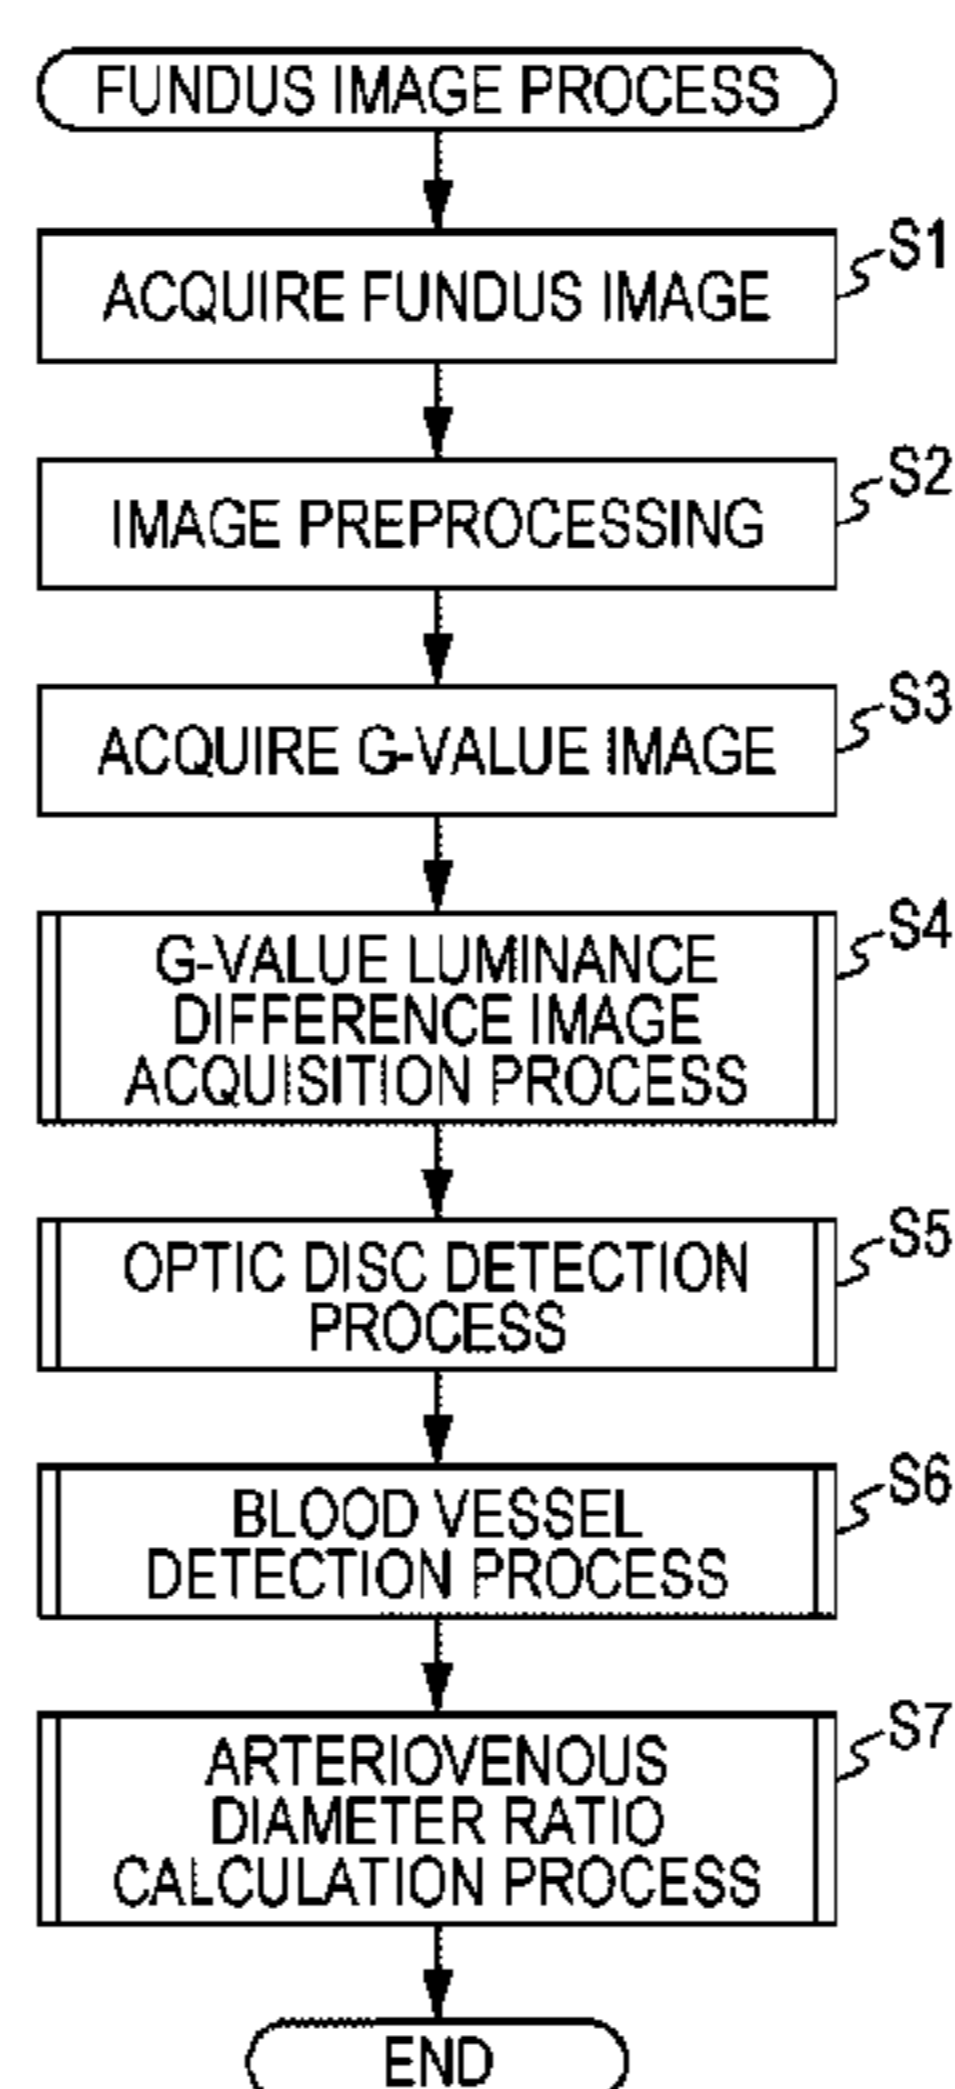 FUNDUS IMAGE PROCESS
S1
ACQUIRE FUNDUS IMAGE
S2
IMAGE PREPROCESSING
S3
ACQUIRE G-VALUE IMAGE
S4
G-VALUE LUMINANCE
DIFFERENCE IMAGE
ACQUISITION PROCESS
S5
OPTIC DISC DETECTION
PROCESS
S6
BLOOD VESSEL
DETECTION PROCESS
S7
ARTERIOVENOUS
DIAMETER RATIO
CALCULATION PROCESS
END